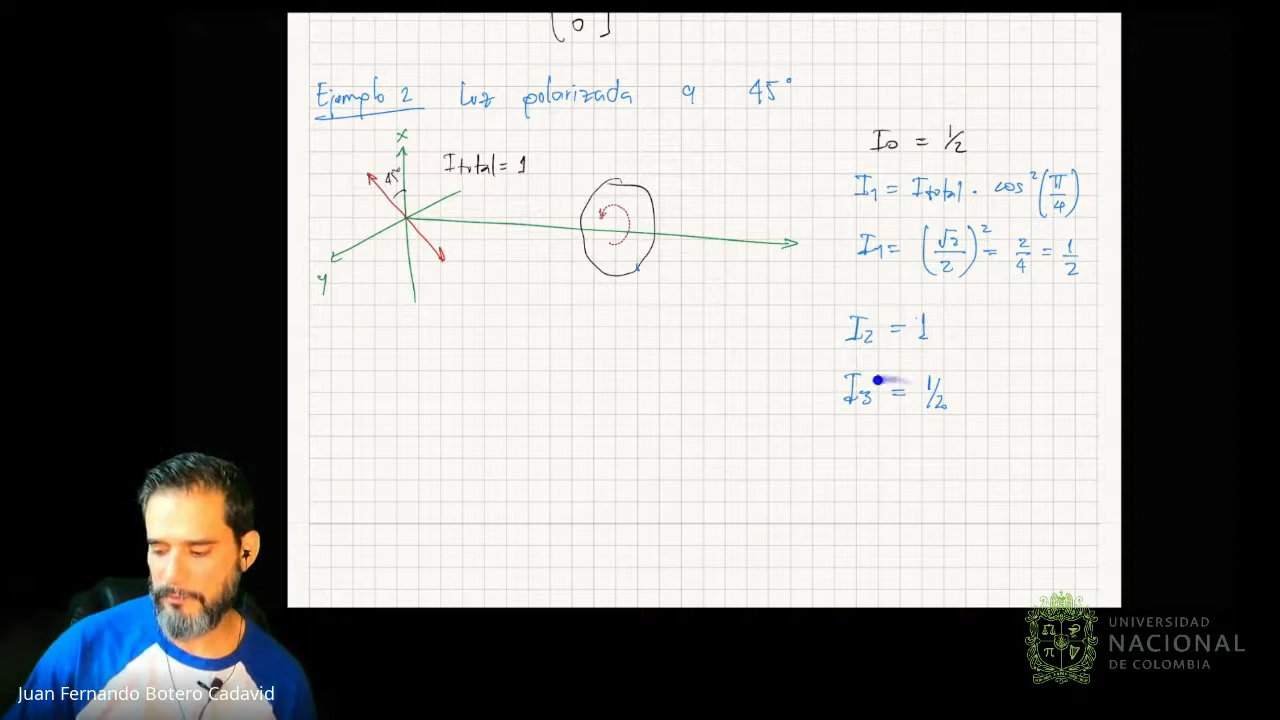 [0]
Ejemplo 2 Luz polarizada a 45°
x
45°
Itotal = 1
y
I0 = 1/2
I1 = Itotal · cos²(π/4)
I1 = (√2/2)² = 2/4 = 1/2
I2 = 1
I3 = 1/2
Juan Fernando Botero Cadavid
UNIVERSIDAD
NACIONAL
DE COLOMBIA